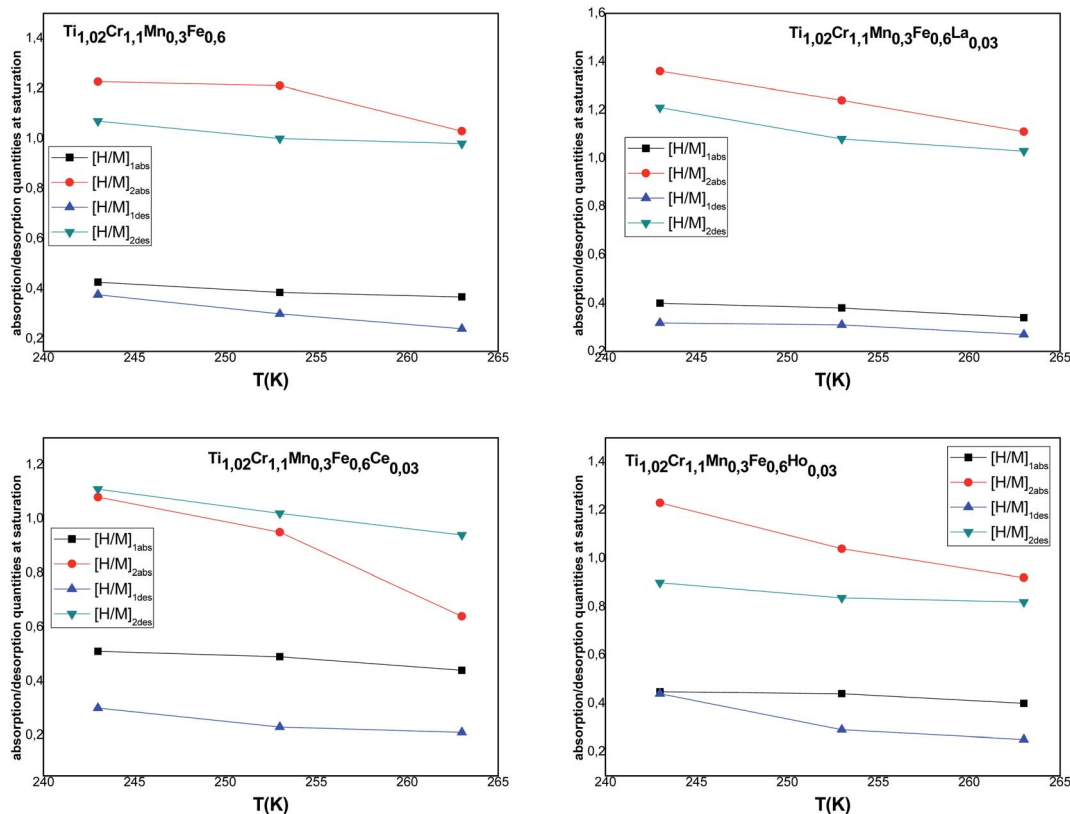 Ti1,02Cr1,1Mn0,3Fe0,6
absorption/desorption quantities at saturation
1,4
1,2
1,0
0,8
0,6
0,4
0,2
[H/M]1abs
[H/M]2abs
[H/M]1des
[H/M]2des
240
245
250
255
260
265
T(K)
Ti1,02Cr1,1Mn0,3Fe0,6La0,03
absorption/desorption quantities at saturation
1,6
1,4
1,2
1,0
0,8
0,6
0,4
0,2
[H/M]1abs
[H/M]2abs
[H/M]1des
[H/M]2des
240
245
250
255
260
265
T(K)
Ti1,02Cr1,1Mn0,3Fe0,6Ce0,03
absorption/desorption quantities at saturation
1,2
1,0
0,8
0,6
0,4
0,2
[H/M]1abs
[H/M]2abs
[H/M]1des
[H/M]2des
240
245
250
255
260
265
T(K)
Ti1,02Cr1,1Mn0,3Fe0,6Ho0,03
absorption/desorption quantities at saturation
1,4
1,2
1,0
0,8
0,6
0,4
0,2
[H/M]1abs
[H/M]2abs
[H/M]1des
[H/M]2des
240
245
250
255
260
265
T(K)